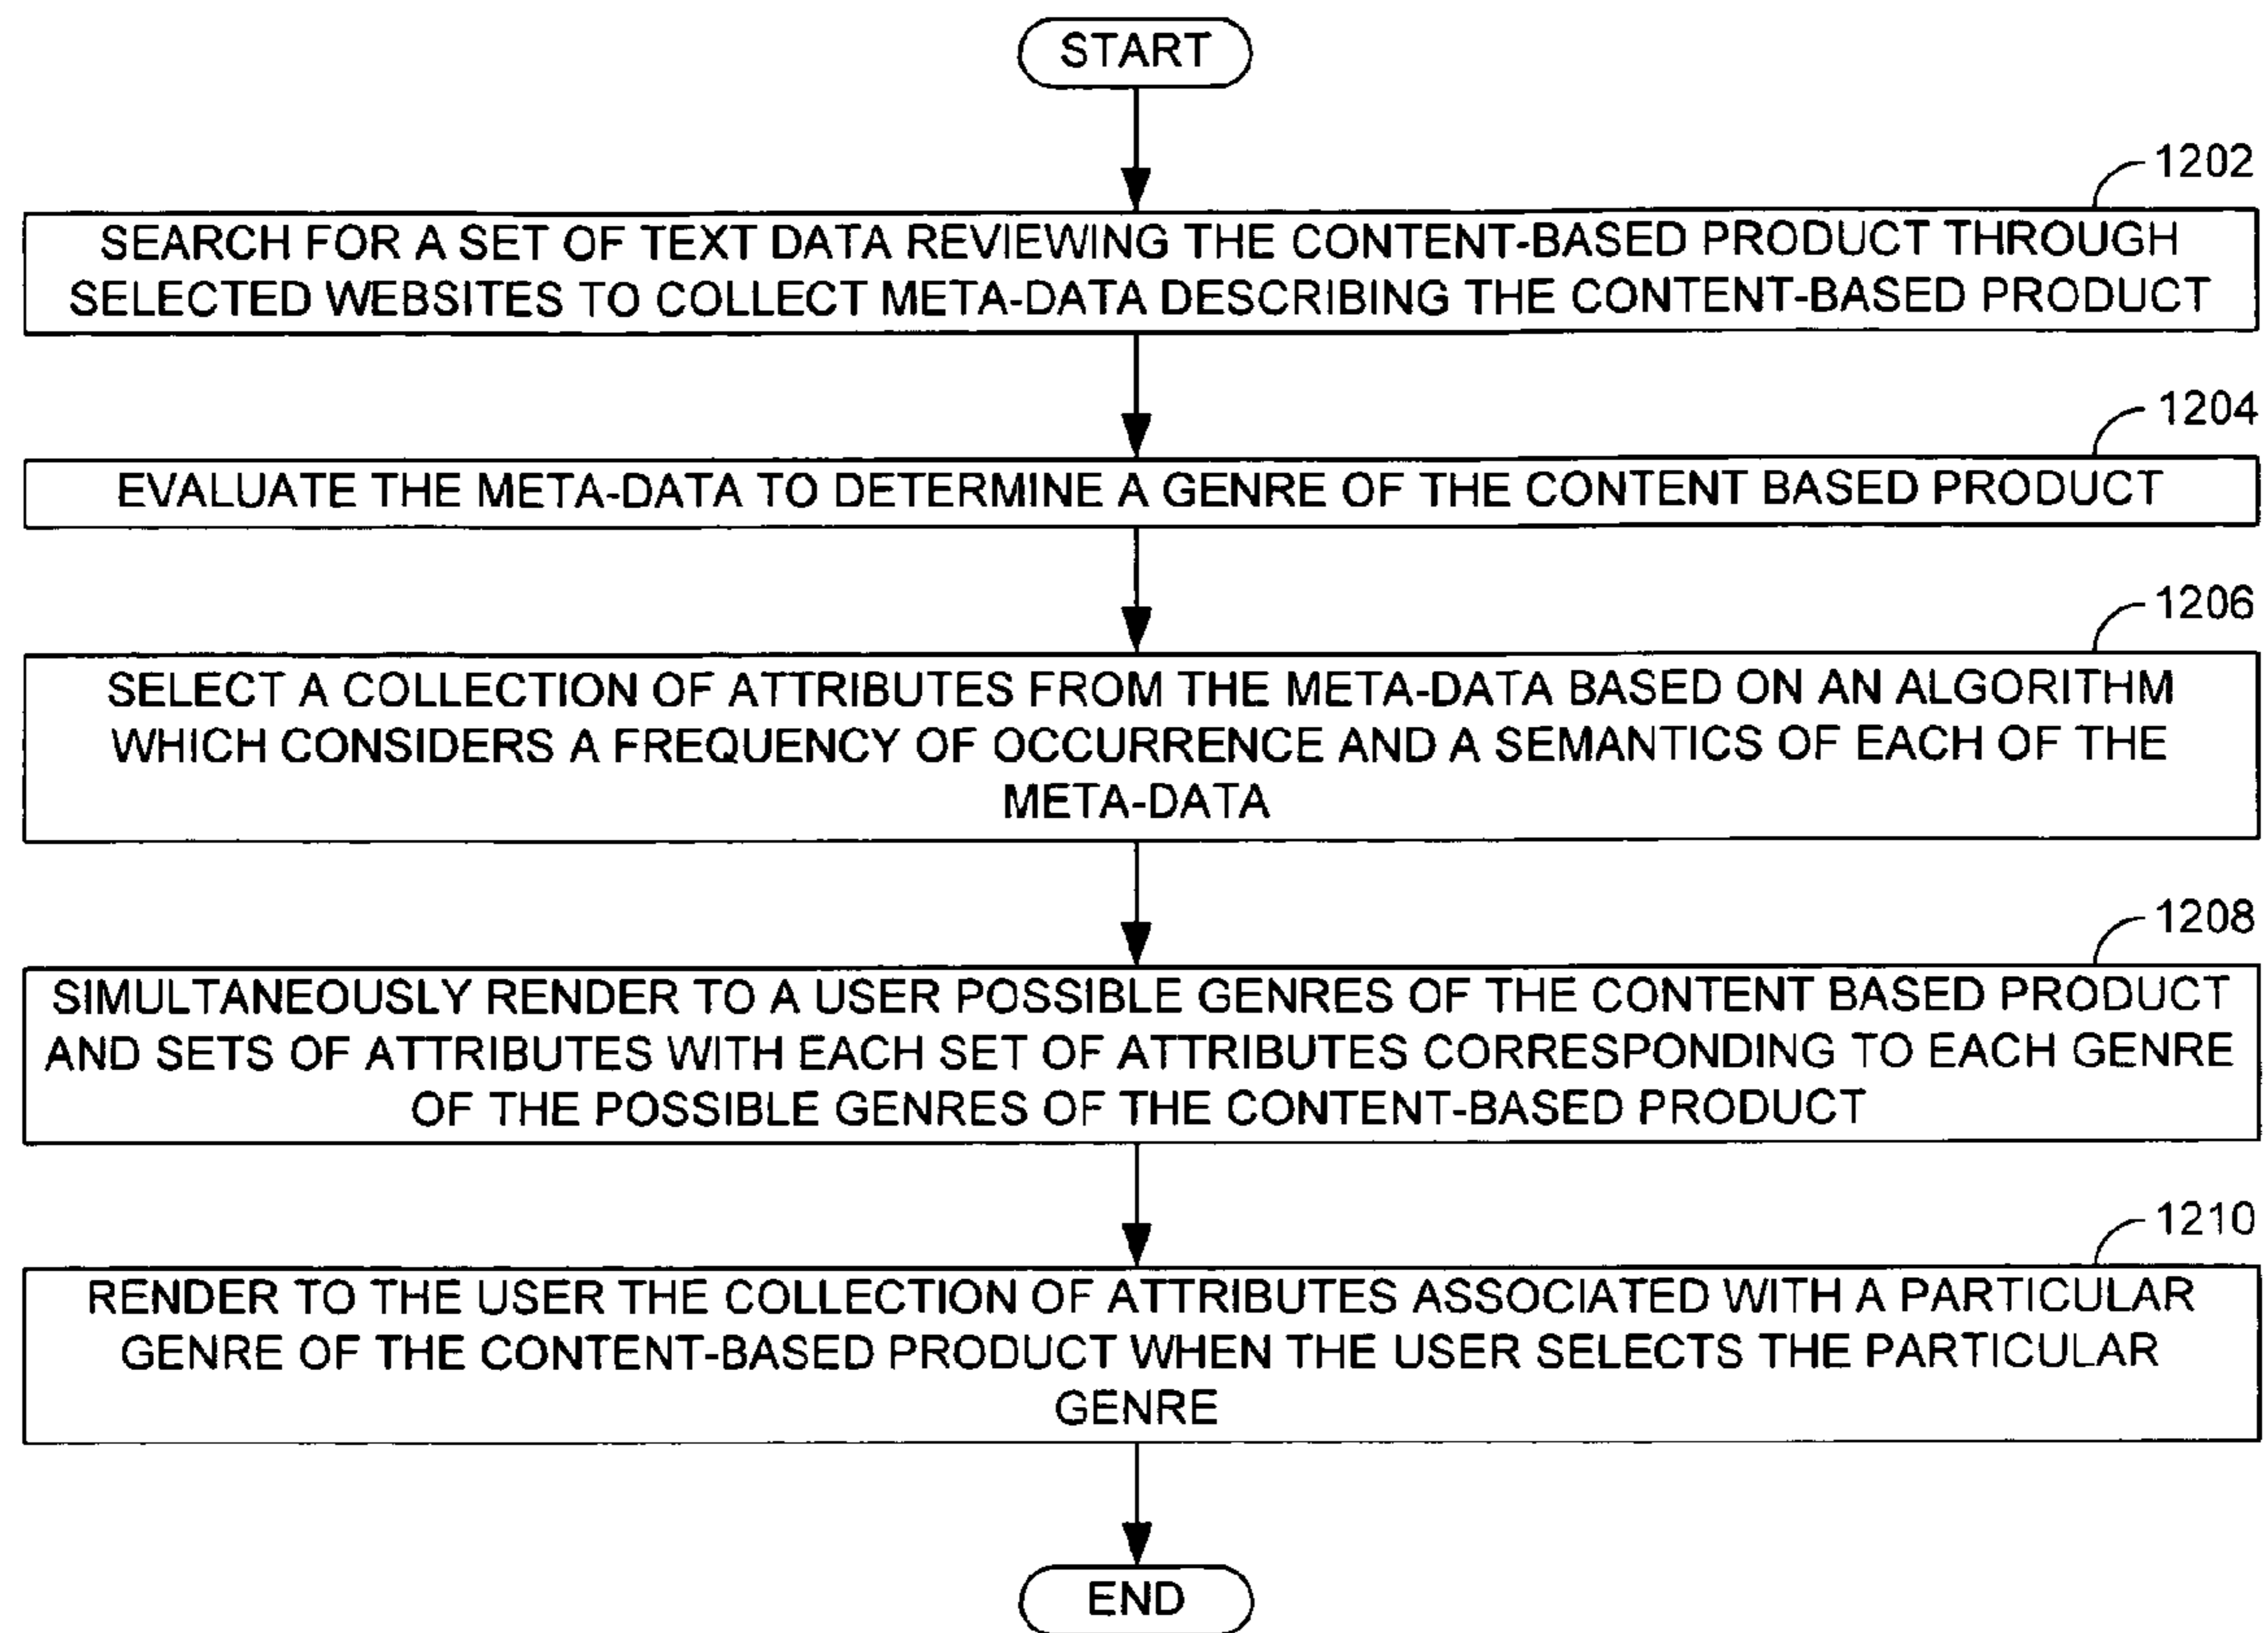 START
1202
SEARCH FOR A SET OF TEXT DATA REVIEWING THE CONTENT-BASED PRODUCT THROUGH
SELECTED WEBSITES TO COLLECT META-DATA DESCRIBING THE CONTENT-BASED PRODUCT
1204
EVALUATE THE META-DATA TO DETERMINE A GENRE OF THE CONTENT BASED PRODUCT
1206
SELECT A COLLECTION OF ATTRIBUTES FROM THE META-DATA BASED ON AN ALGORITHM
WHICH CONSIDERS A FREQUENCY OF OCCURRENCE AND A SEMANTICS OF EACH OF THE
META-DATA
1208
SIMULTANEOUSLY RENDER TO A USER POSSIBLE GENRES OF THE CONTENT BASED PRODUCT
AND SETS OF ATTRIBUTES WITH EACH SET OF ATTRIBUTES CORRESPONDING TO EACH GENRE
OF THE POSSIBLE GENRES OF THE CONTENT-BASED PRODUCT
1210
RENDER TO THE USER THE COLLECTION OF ATTRIBUTES ASSOCIATED WITH A PARTICULAR
GENRE OF THE CONTENT-BASED PRODUCT WHEN THE USER SELECTS THE PARTICULAR
GENRE
END